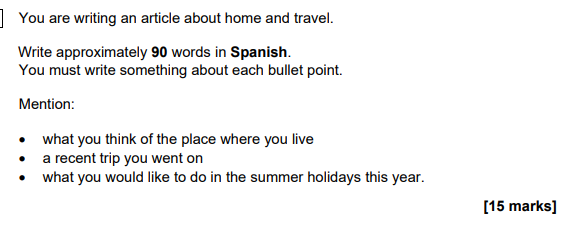 You are writing an article about home and travel.
Write approximately 90 words in Spanish.
You must write something about each bullet point.
Mention:
• what you think of the place where you live
• a recent trip you went on
• what you would like to do in the summer holidays this year.
[15 marks]